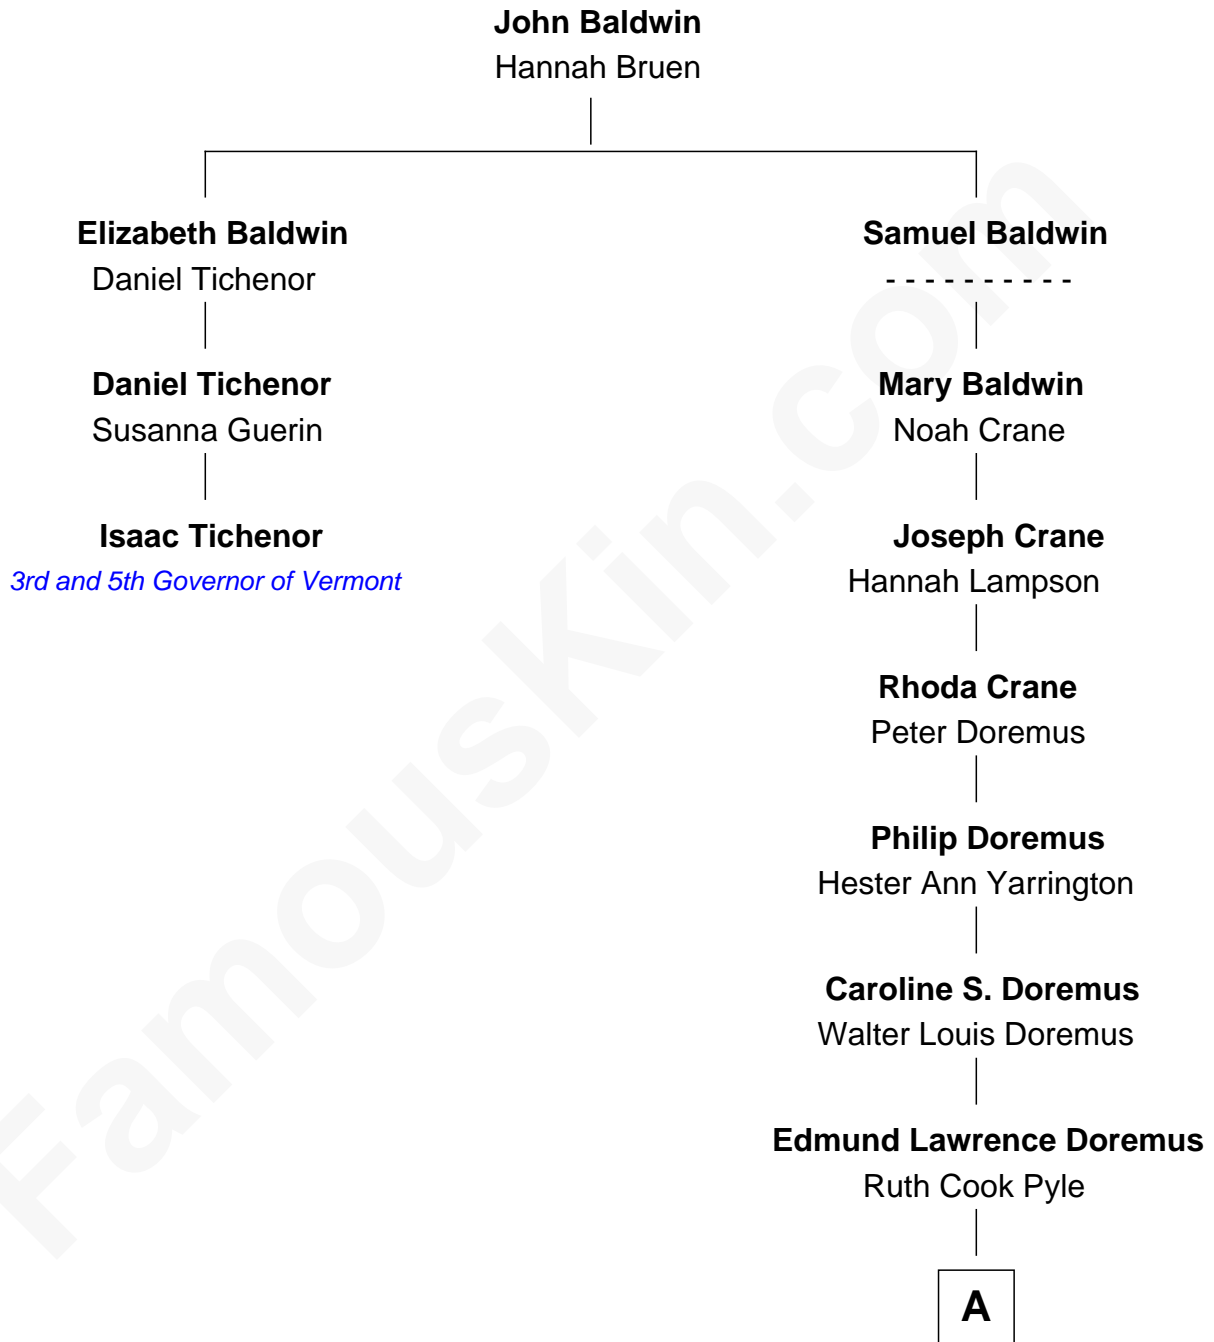 John Baldwin
Hannah Bruen
Elizabeth Baldwin
Daniel Tichenor
Samuel Baldwin
- - - - - - - - - -
Daniel Tichenor
Susanna Guerin
Mary Baldwin
Noah Crane
Isaac Tichenor
3rd and 5th Governor of Vermont
Joseph Crane
Hannah Lampson
Rhoda Crane
Peter Doremus
Philip Doremus
Hester Ann Yarrington
Caroline S. Doremus
Walter Louis Doremus
Edmund Lawrence Doremus
Ruth Cook Pyle
A
FamousKin.com